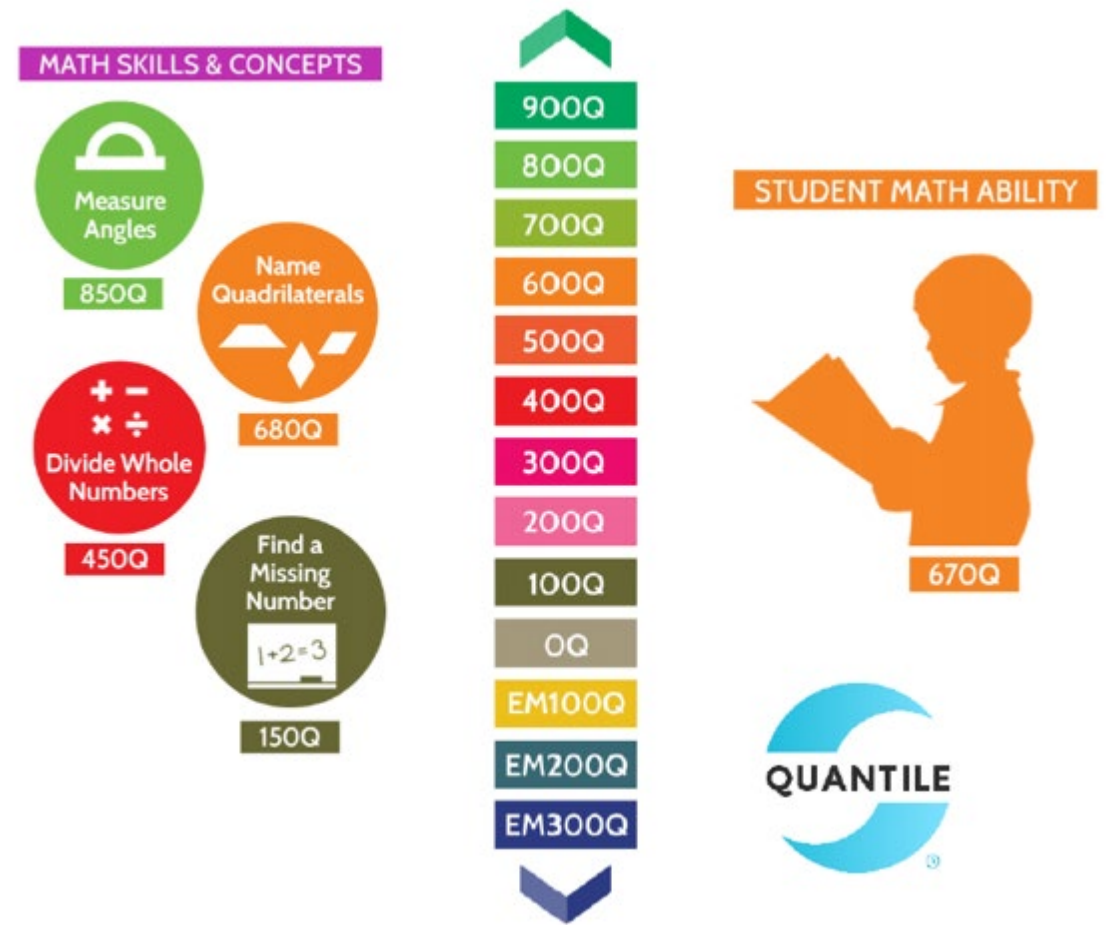 MATH SKILLS & CONCEPTS
Measure
Angles
850Q
Name
Quadrilaterals
680Q
Divide Whole
Numbers
450Q
Find a
Missing
Number
1+2=3
150Q
900Q
800Q
700Q
600Q
500Q
400Q
300Q
200Q
100Q
0Q
EM100Q
EM200Q
EM300Q
STUDENT MATH ABILITY
670Q
QUANTILE
®